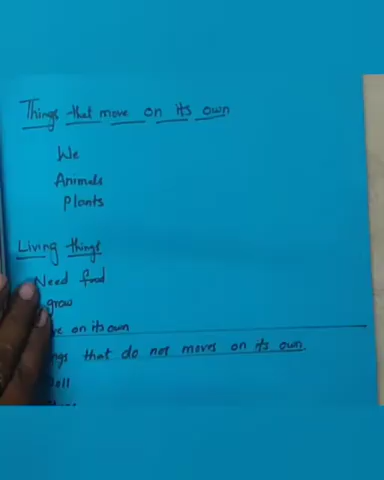 Things that move on its own
We
Animals
Plants
Living things
Need food
grow
on its own
that do not moves on its own.